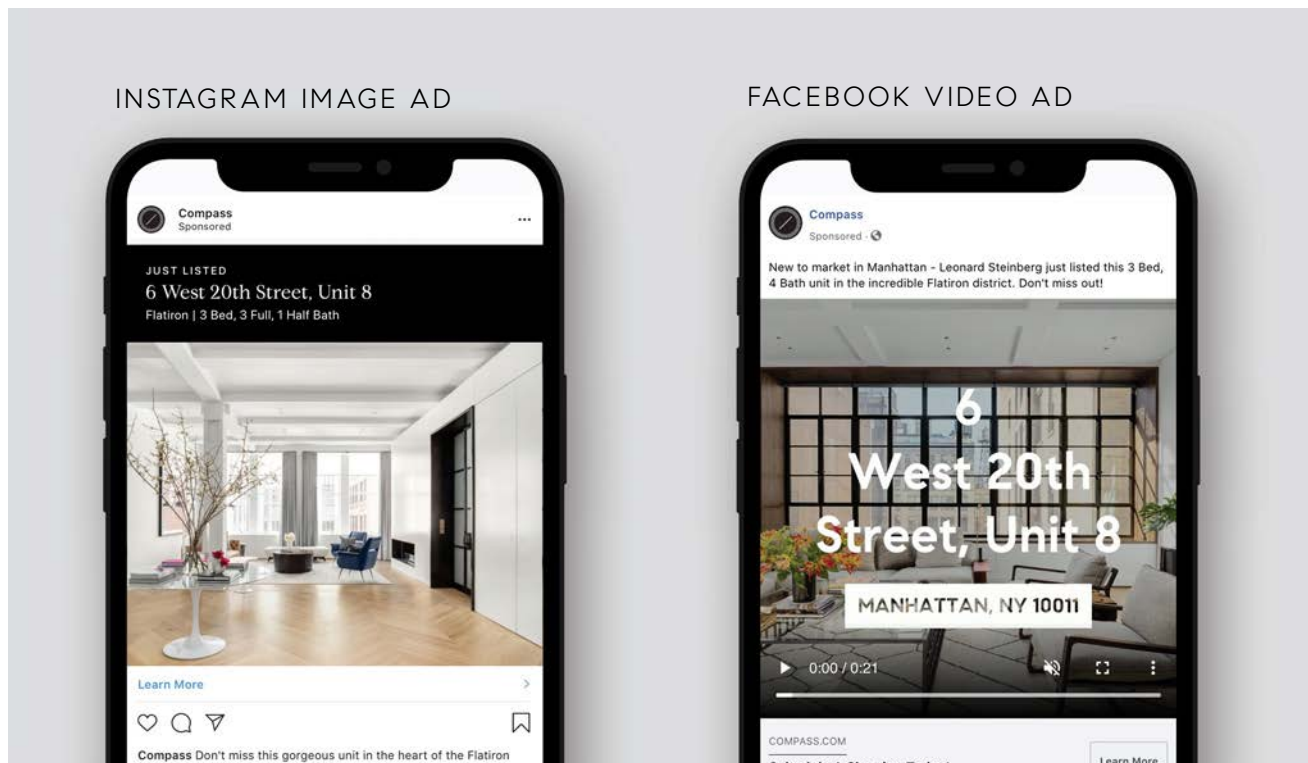 INSTAGRAM IMAGE AD
Compass
Sponsored
JUST LISTED
6 West 20th Street, Unit 8
Flatiron | 3 Bed, 3 Full, 1 Half Bath
Learn More
Compass Don't miss this gorgeous unit in the heart of the Flatiron
FACEBOOK VIDEO AD
Compass
Sponsored ·
New to market in Manhattan - Leonard Steinberg just listed this 3 Bed,
4 Bath unit in the incredible Flatiron district. Don't miss out!
6
West 20th
Street, Unit 8
MANHATTAN, NY 10011
0:00 / 0:21
COMPASS.COM
Learn More